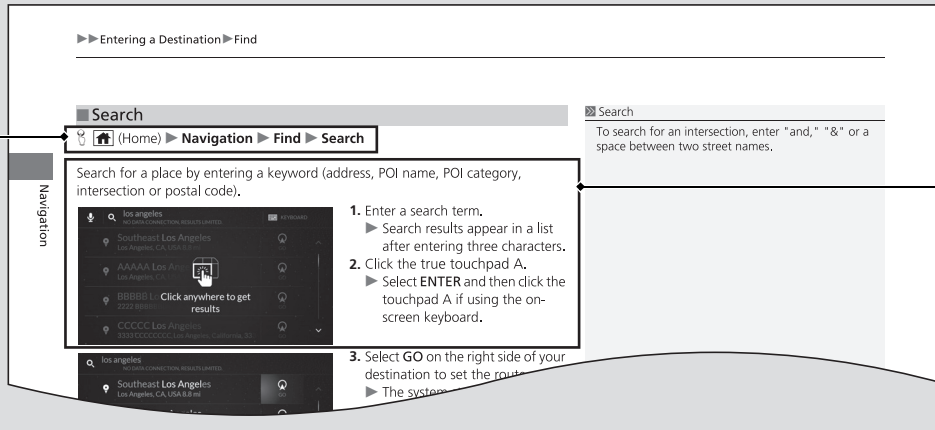 ▶▶Entering a Destination▶Find
■Search
(Home) ▶ Navigation ▶ Find ▶ Search
Search for a place by entering a keyword (address, POI name, POI category,
intersection or postal code).
los angeles
NO DATA CONNECTION, RESULTS LIMITED.
KEYBOARD
Southeast Los Angeles
Los Angeles, CA, USA 8.8 mi
AAAAA Los
Los Angeles, CA
BBBBB
2222 BBBB
Click anywhere to get
results
CCCCC Los Angeles
3333 CCCCCCCC Los Angeles, California, 32
1. Enter a search term.
▶ Search results appear in a list
after entering three characters.
2. Click the true touchpad A.
▶ Select ENTER and then click the
touchpad A if using the on-
screen keyboard.
los angeles
NO DATA CONNECTION, RESULTS LIMITED.
Southeast Los Angeles
Los Angeles, CA, USA 8.8 mi
GO
3. Select GO on the right side of your
destination to set the route
▶ The system
Search
To search for an intersection, enter "and," "&" or a
space between two street names.
Navigation